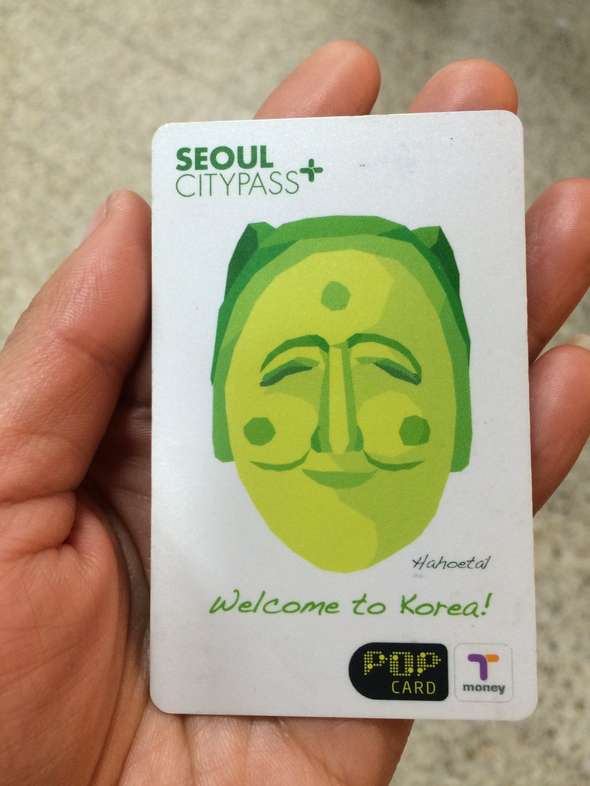 SEOUL
CITYPASS+
Hahoetal
Welcome to Korea!
POP
CARD
T
money